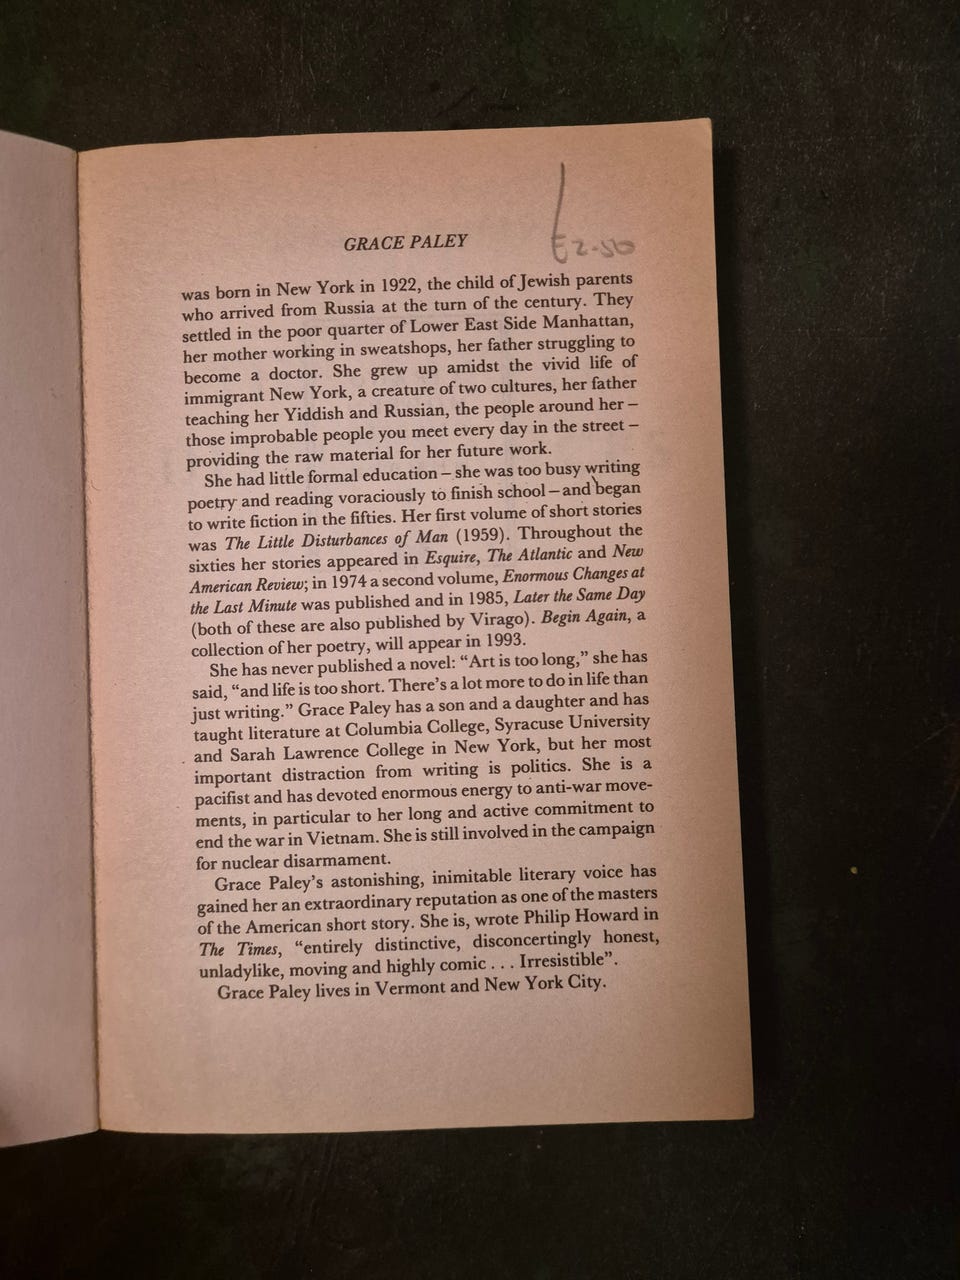 GRACE PALEY
£2-50
was born in New York in 1922, the child of Jewish parents
who arrived from Russia at the turn of the century. They
settled in the poor quarter of Lower East Side Manhattan,
her mother working in sweatshops, her father struggling to
become a doctor. She grew up amidst the vivid life of
immigrant New York, a creature of two cultures, her father
teaching her Yiddish and Russian, the people around her –
those improbable people you meet every day in the street –
providing the raw material for her future work.
She had little formal education – she was too busy writing
poetry and reading voraciously to finish school – and began
to write fiction in the fifties. Her first volume of short stories
was The Little Disturbances of Man (1959). Throughout the
sixties her stories appeared in Esquire, The Atlantic and New
American Review; in 1974 a second volume, Enormous Changes at
the Last Minute was published and in 1985, Later the Same Day
(both of these are also published by Virago). Begin Again, a
collection of her poetry, will appear in 1993.
She has never published a novel: “Art is too long,” she has
said, “and life is too short. There’s a lot more to do in life than
just writing.” Grace Paley has a son and a daughter and has
taught literature at Columbia College, Syracuse University
and Sarah Lawrence College in New York, but her most
important distraction from writing is politics. She is a
pacifist and has devoted enormous energy to anti-war move-
ments, in particular to her long and active commitment to
end the war in Vietnam. She is still involved in the campaign
for nuclear disarmament.
Grace Paley’s astonishing, inimitable literary voice has
gained her an extraordinary reputation as one of the masters
of the American short story. She is, wrote Philip Howard in
The Times, “entirely distinctive, disconcertingly honest,
unladylike, moving and highly comic . . . Irresistible”.
Grace Paley lives in Vermont and New York City.